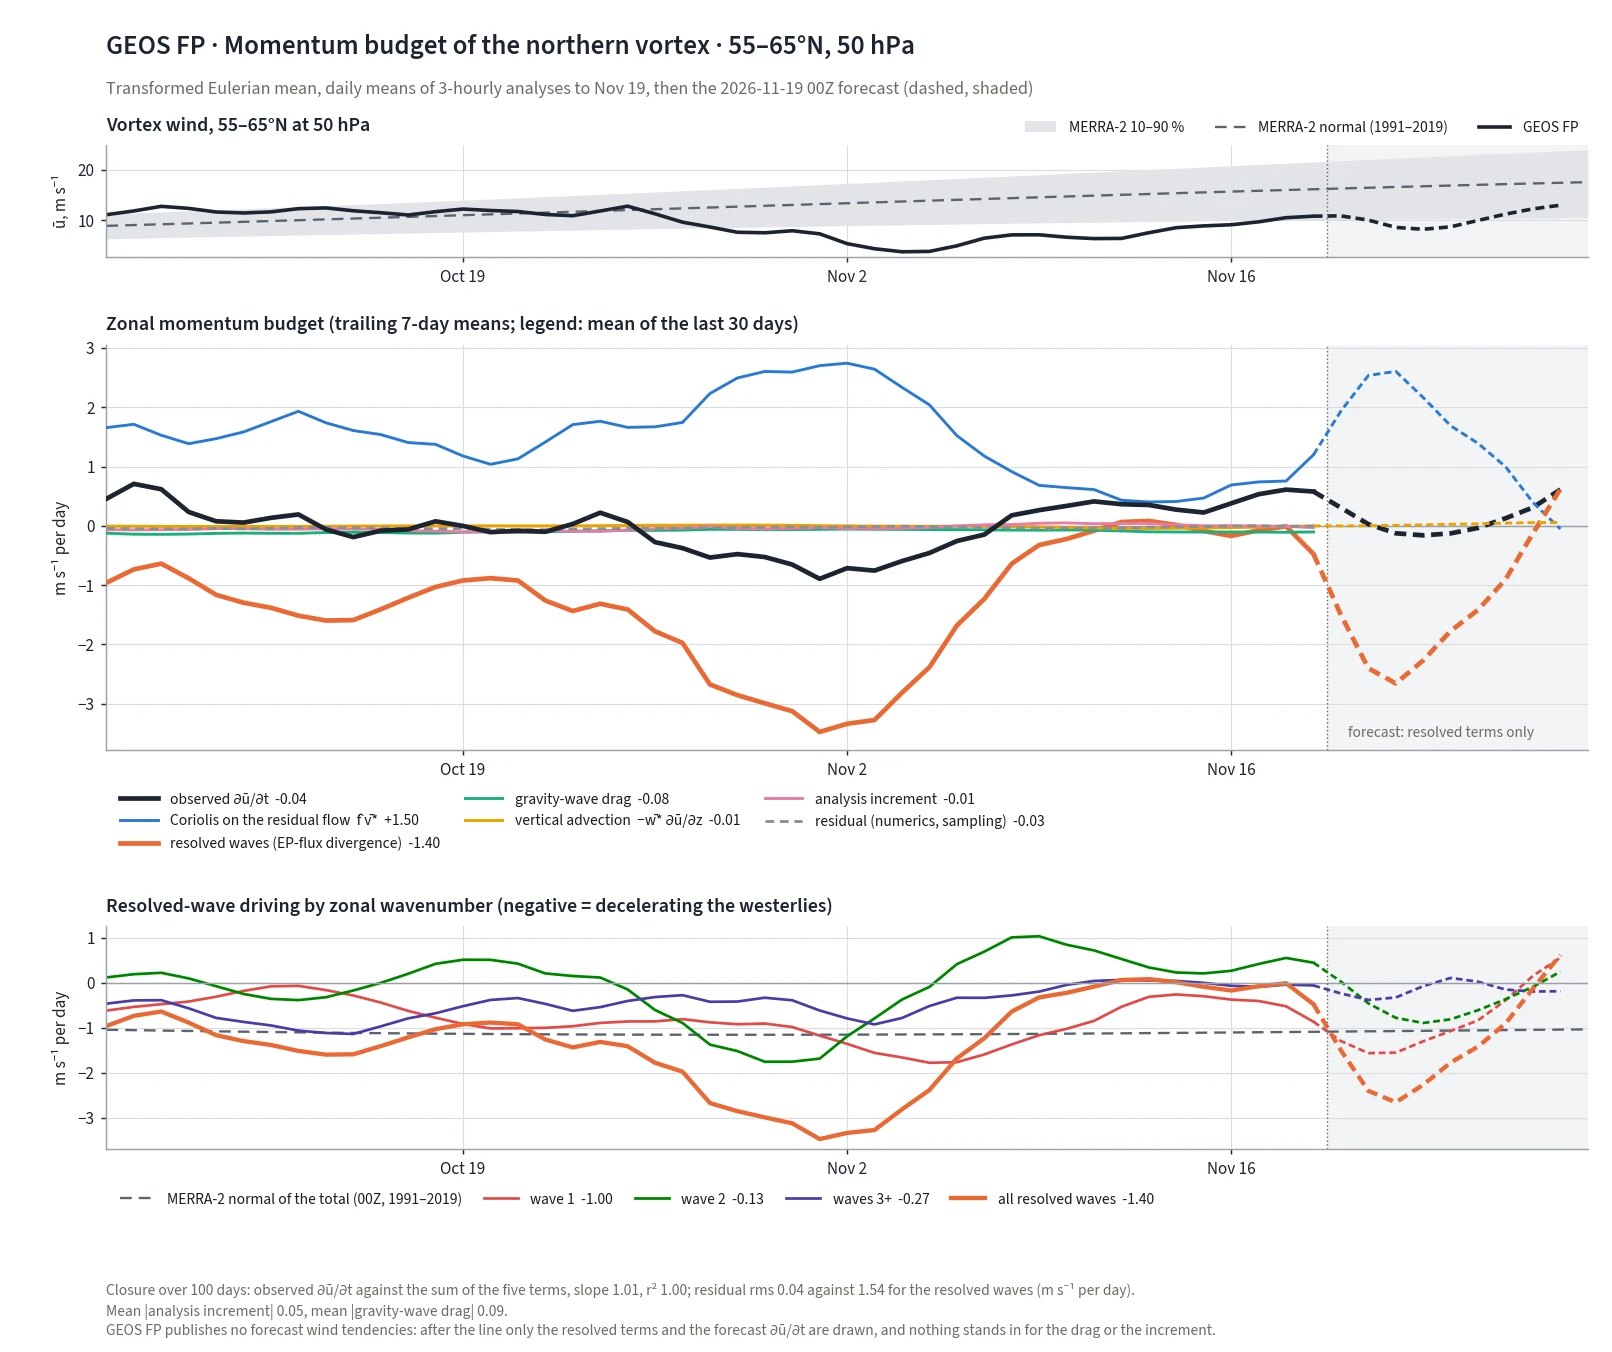 GEOS FP · Momentum budget of the northern vortex · 55–65°N, 50 hPa
Transformed Eulerian mean, daily means of 3-hourly analyses to Nov 19, then the 2026-11-19 00Z forecast (dashed, shaded)
Vortex wind, 55–65°N at 50 hPa
MERRA-2 10–90 %
MERRA-2 normal (1991–2019)
GEOS FP
ū, m s⁻¹
20
10
Oct 19
Nov 2
Nov 16
Zonal momentum budget (trailing 7-day means; legend: mean of the last 30 days)
m s⁻¹ per day
3
2
1
0
−1
−2
−3
forecast: resolved terms only
Oct 19
Nov 2
Nov 16
observed ∂ū/∂t -0.04
gravity-wave drag -0.08
analysis increment -0.01
Coriolis on the residual flow f v̄* +1.50
vertical advection −w̄* ∂ū/∂z -0.01
residual (numerics, sampling) -0.03
resolved waves (EP-flux divergence) -1.40
Resolved-wave driving by zonal wavenumber (negative = decelerating the westerlies)
m s⁻¹ per day
1
0
−1
−2
−3
Oct 19
Nov 2
Nov 16
MERRA-2 normal of the total (00Z, 1991–2019)
wave 1 -1.00
wave 2 -0.13
waves 3+ -0.27
all resolved waves -1.40
Closure over 100 days: observed ∂ū/∂t against the sum of the five terms, slope 1.01, r² 1.00; residual rms 0.04 against 1.54 for the resolved waves (m s⁻¹ per day).
Mean |analysis increment| 0.05, mean |gravity-wave drag| 0.09.
GEOS FP publishes no forecast wind tendencies: after the line only the resolved terms and the forecast ∂ū/∂t are drawn, and nothing stands in for the drag or the increment.